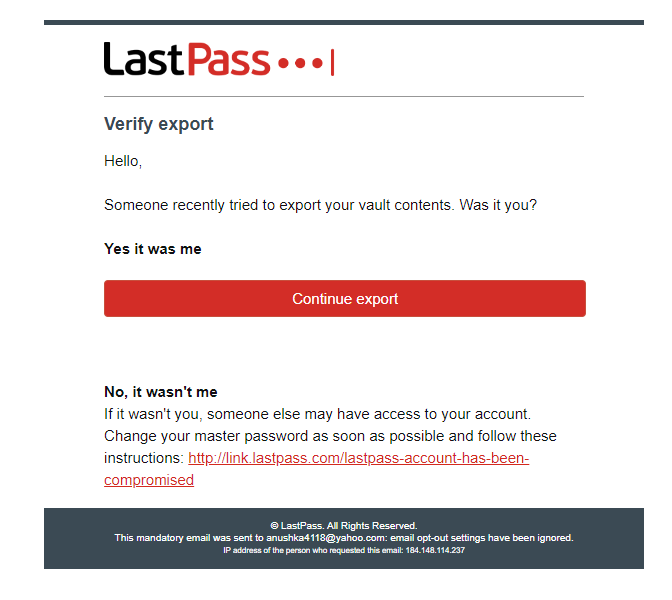 LastPass
Verify export
Hello,
Someone recently tried to export your vault contents. Was it you?
Yes it was me
Continue export
No, it wasn't me
If it wasn't you, someone else may have access to your account.
Change your master password as soon as possible and follow these
instructions: http://link.lastpass.com/lastpass-account-has-been-
compromised
© LastPass. All Rights Reserved.
This mandatory email was sent to anushka4118@yahoo.com: email opt-out settings have been ignored.
IP address of the person who requested this email: 184.148.114.237